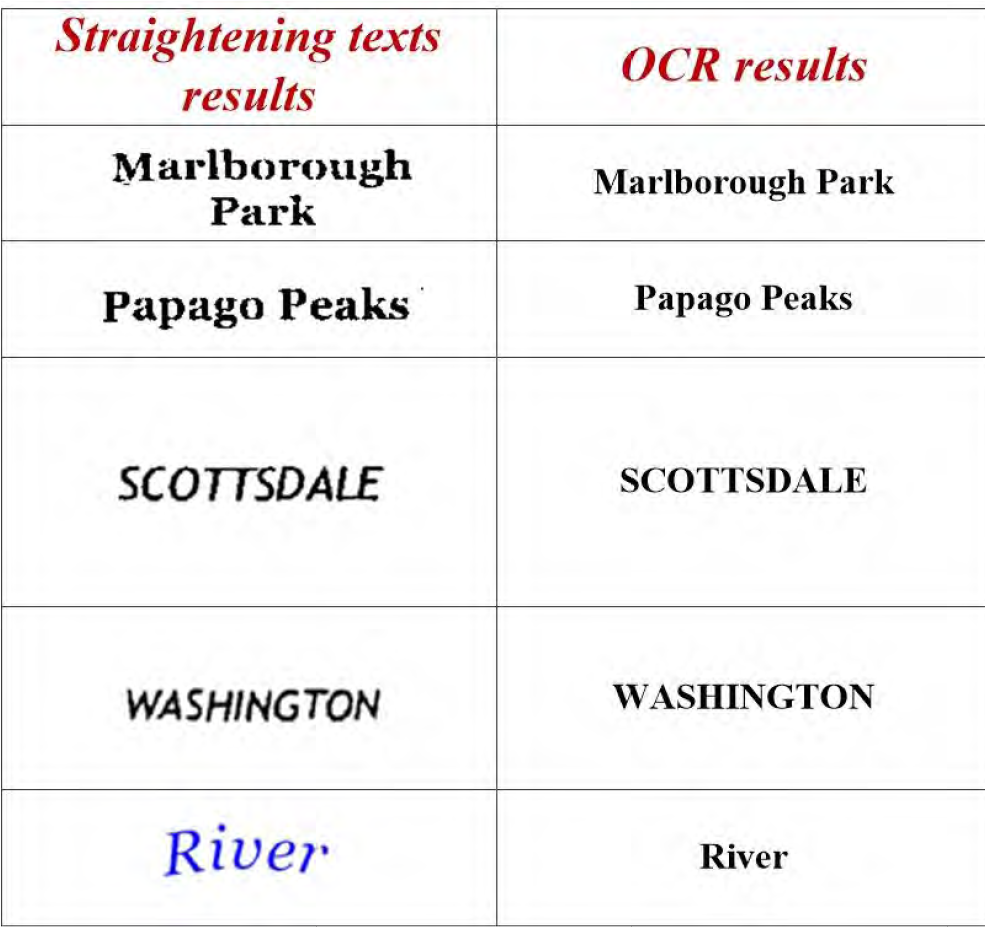 Straightening texts
results
OCR results
Marlborough
Park
Marlborough Park
Papago Peaks
Papago Peaks
SCOTTSDALE
SCOTTSDALE
WASHINGTON
WASHINGTON
River
River